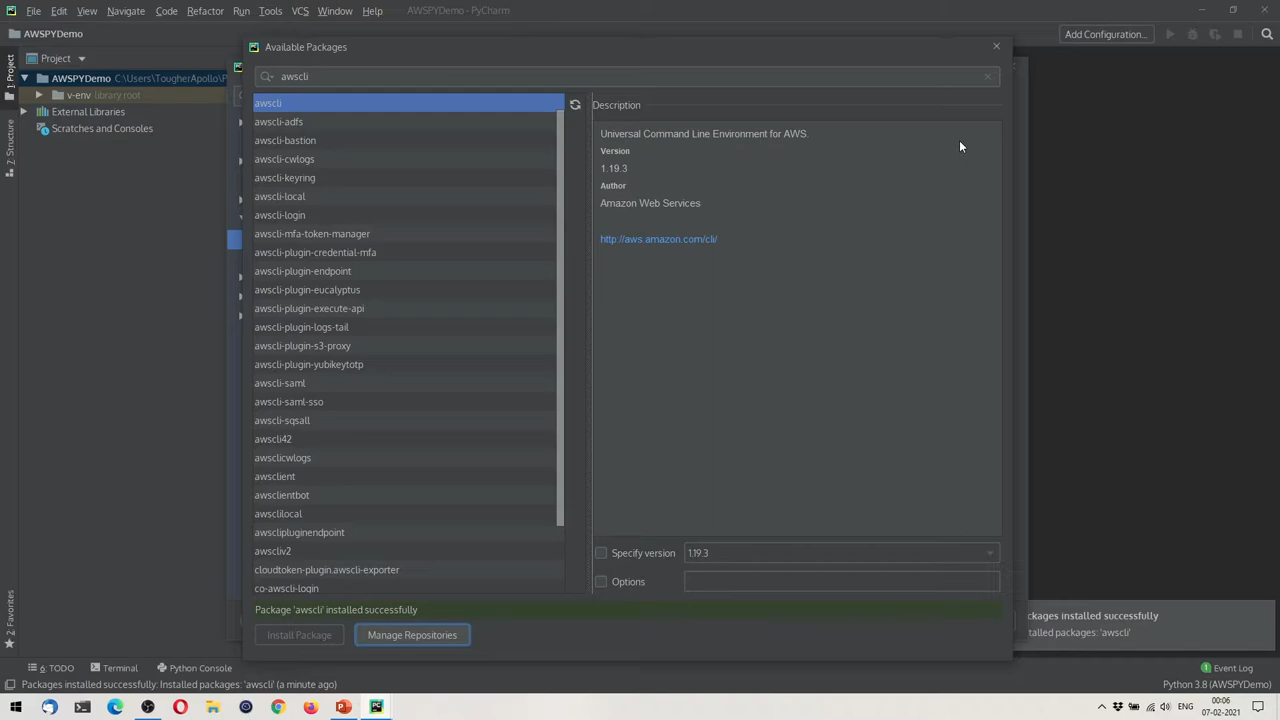 File Edit View Navigate Code Refactor Run Tools VCS Window Help AWSPYDemo - PyCharm
AWSPYDemo
Add Configuration...
Available Packages
Project
awscli
AWSPYDemo C:\Users\TougherApollo\P
v-env library root
External Libraries
Scratches and Consoles
1: Project
Z: Structure
2: Favorites
awscli
awscli-adfs
awscli-bastion
awscli-cwlogs
awscli-keyring
awscli-local
awscli-login
awscli-mfa-token-manager
awscli-plugin-credential-mfa
awscli-plugin-endpoint
awscli-plugin-eucalyptus
awscli-plugin-execute-api
awscli-plugin-logs-tail
awscli-plugin-s3-proxy
awscli-plugin-yubikeytotp
awscli-saml
awscli-saml-sso
awscli-sqsall
awscli42
awsclicwlogs
awsclient
awsclientbot
awsclilocal
awsclipluginendpoint
awscliv2
cloudtoken-plugin.awscli-exporter
co-awscli-login
Description
Universal Command Line Environment for AWS.
Version
1.19.3
Author
Amazon Web Services
http://aws.amazon.com/cli/
Specify version 1.19.3
Options
Package 'awscli' installed successfully
Install Package Manage Repositories
ackages installed successfully
talled packages: 'awscli'
6: TODO Terminal Python Console 1 Event Log
Packages installed successfully: Installed packages: 'awscli' (a minute ago) Python 3.8 (AWSPYDemo)
ENG
00:06
07-02-2021